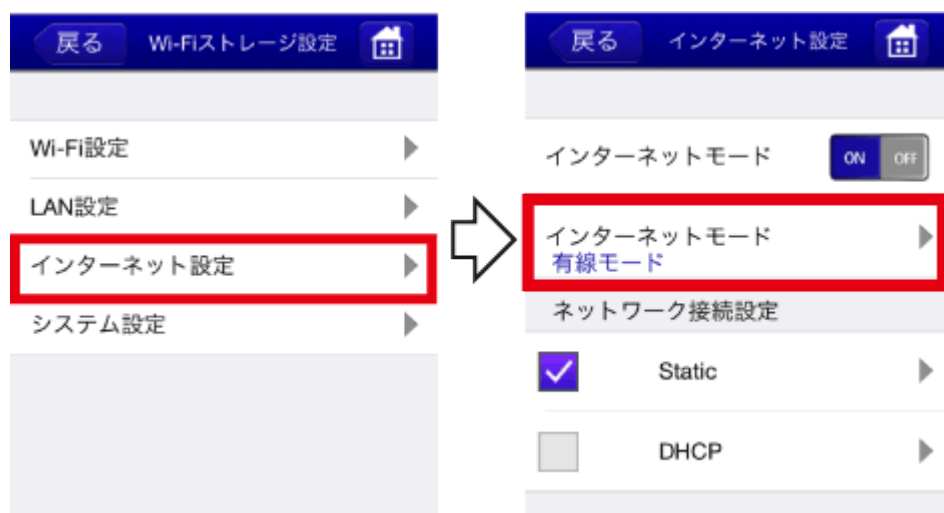 戻る Wi-Fiストレージ設定
Wi-Fi設定
LAN設定
インターネット設定
システム設定
戻る インターネット設定
インターネットモード ON OFF
インターネットモード
有線モード
ネットワーク接続設定
Static
DHCP